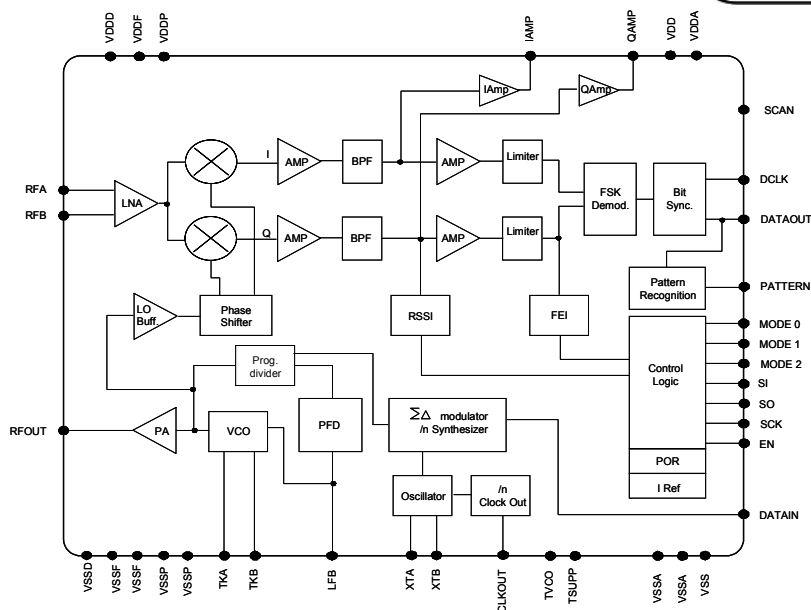 VDDD
VDDF
VDDP
IAMP
QAMP
VDD
VDDA
IAmp
QAmp
SCAN
I
AMP
BPF
AMP
Limiter
RFA
RFB
LNA
FSK
Demod.
Bit
Sync.
DCLK
DATAOUT
Q
AMP
BPF
AMP
Limiter
Pattern
Recognition
PATTERN
LO
Buff.
Phase
Shifter
RSSI
FEI
MODE 0
MODE 1
MODE 2
SI
SO
SCK
EN
Control
Logic
Prog.
divider
RFOUT
PA
VCO
PFD
ΣΔ modulator
/n Synthesizer
POR
I Ref
Oscillator
/n
Clock Out
DATAIN
VSSD
VSSF
VSSF
VSSP
VSSP
TKA
TKB
LFB
XTA
XTB
CLKOUT
TVCO
TSUPP
VSSA
VSSA
VSS